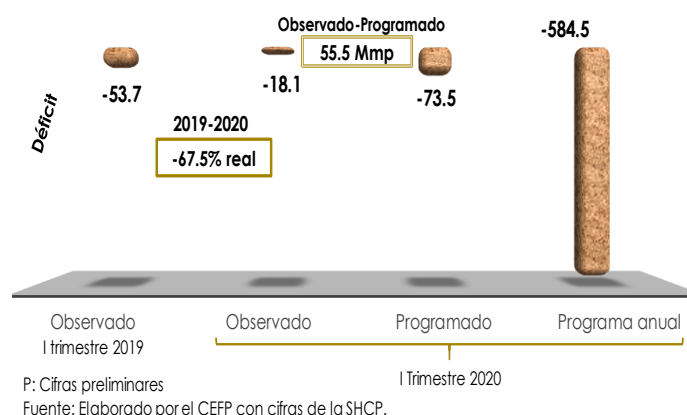 Observado-Programado
-584.5
55.5 Mmp
-53.7
-18.1
-73.5
Déficit
2019-2020
-67.5% real
Observado
I trimestre 2019
Observado
Programado
Programa anual
I Trimestre 2020
P: Cifras preliminares
Fuente: Elaborado por el CEFP con cifras de la SHCP.